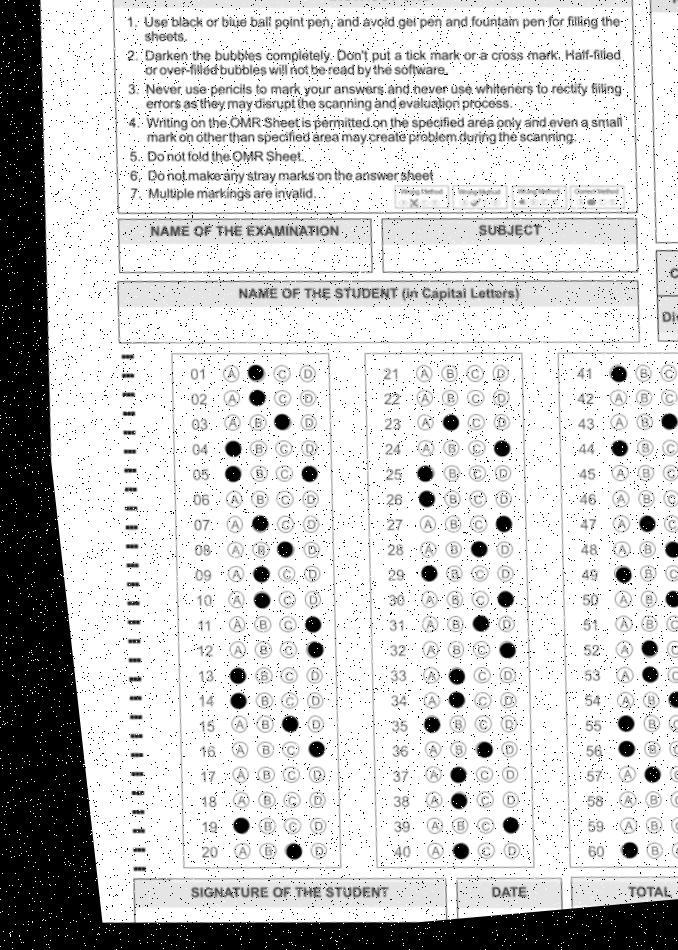 1. Use black or blue ball point pen, and avoid gel pen and fountain pen for filling the
sheets.
2. Darken the bubbles completely. Don't put a tick mark or a cross mark. Half-filled
or over-filled bubbles will not be read by the software.
3. Never use pencils to mark your answers and never use whiteners to rectify filling
errors as they may disrupt the scanning and evaluation process.
4. Writing on the OMR Sheet is permitted on the specified area only and even a small
mark on other than specified area may create problem during the scanning.
5. Do not fold the OMR Sheet.
6. Do not make any stray marks on the answer sheet
7. Multiple markings are invalid. Wrong Method Wrong Method Wrong Method Correct Method
NAME OF THE EXAMINATION SUBJECT
NAME OF THE STUDENT (in Capital Letters)
01 A C D 21 A B C D 41 B C
02 A C D 22 A B C D 42 A B C
03 A B D 23 A C D 43 A B
04 B C D 24 A B C 44 B C
05 B C 25 B C D 45 A B C
06 A B C D 26 B C D 46 A B C
07 A C D 27 A B C 47 A C
08 A B D 28 A B D 48 A B
09 A C D 29 B C D 49 B C
10 A C D 30 A B C 50 A B
11 A B C 31 A B D 51 A B C
12 A B C 32 A B C 52 A C
13 B C D 33 A C D 53 A C
14 B C D 34 A C D 54 A B
15 A B D 35 B C D 55 B C
16 A B C 36 A B D 56 B C
17 A B C D 37 A C D 57 A C
18 A B C D 38 A C D 58 A B C
19 B C D 39 A B C 59 A B C
20 A B D 40 A C D 60 B
SIGNATURE OF THE STUDENT DATE TOTAL